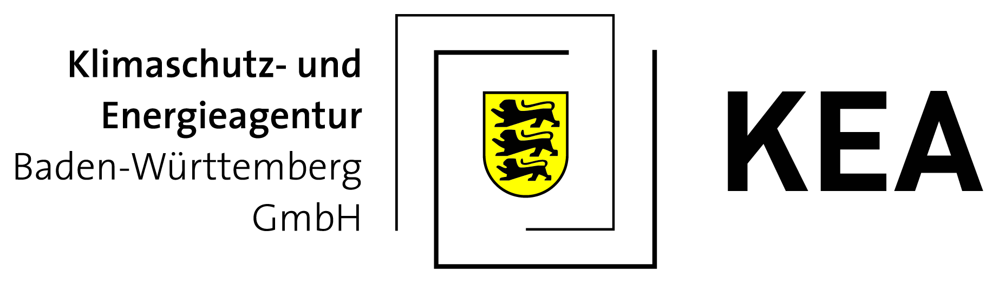 Klimaschutz- und
Energieagentur
Baden-Württemberg
GmbH
KEA